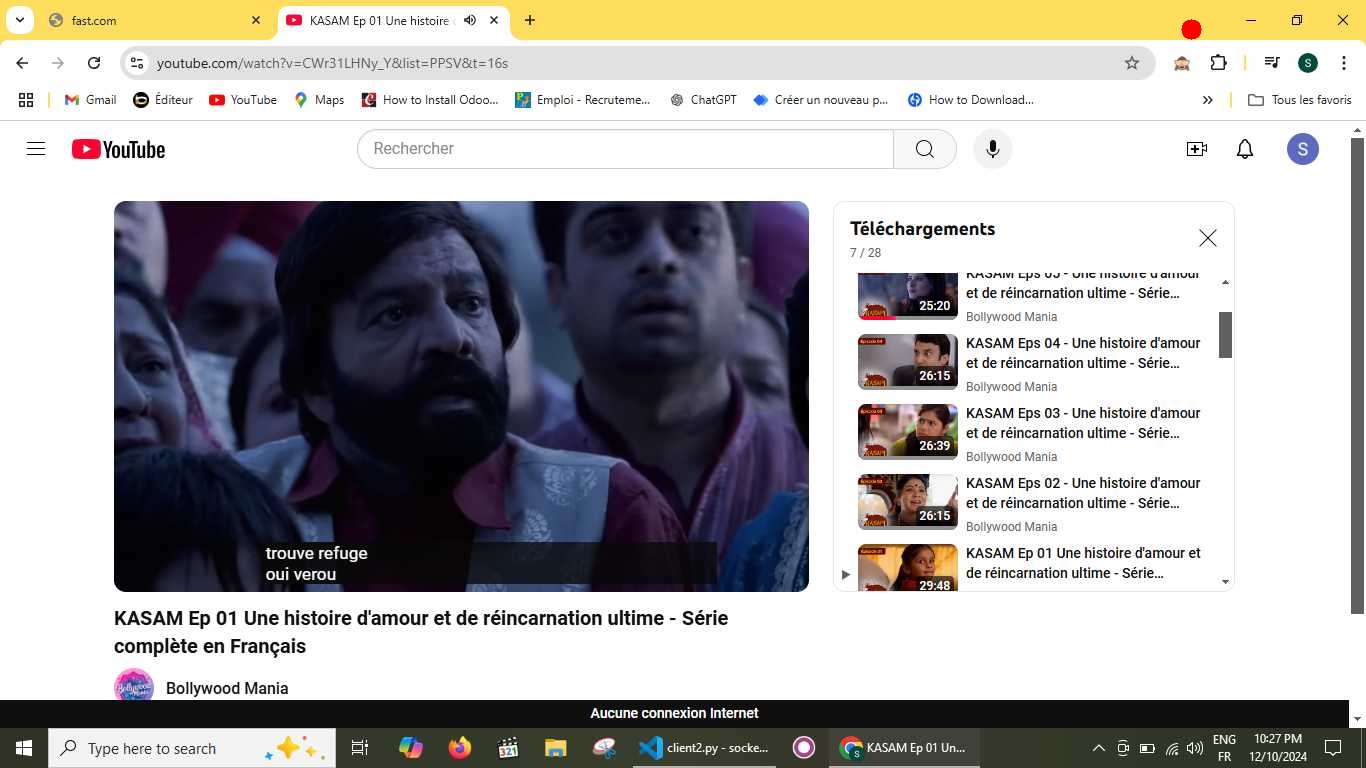 fast.com
KASAM Ep 01 Une histoire
youtube.com/watch?v=CWr31LHNy_Y&list=PPSV&t=16s
S
Gmail
Éditeur
YouTube
Maps
How to Install Odoo...
Emploi - Recruteme...
ChatGPT
Créer un nouveau p...
How to Download...
Tous les favoris
YouTube
Rechercher
S
trouve refuge
oui verou
KASAM Ep 01 Une histoire d'amour et de réincarnation ultime - Série
complète en Français
Bollywood Mania
Téléchargements
7 / 28
KASAM Eps 05 - Une histoire d'amour
et de réincarnation ultime - Série...
Bollywood Mania
25:20
KASAM Eps 04 - Une histoire d'amour
et de réincarnation ultime - Série...
Bollywood Mania
26:15
KASAM Eps 03 - Une histoire d'amour
et de réincarnation ultime - Série...
Bollywood Mania
26:39
KASAM Eps 02 - Une histoire d'amour
et de réincarnation ultime - Série...
Bollywood Mania
26:15
KASAM Ep 01 Une histoire d'amour et
de réincarnation ultime - Série...
29:48
Aucune connexion Internet
Type here to search
client2.py - socke...
KASAM Ep 01 Un...
ENG
FR
10:27 PM
12/10/2024